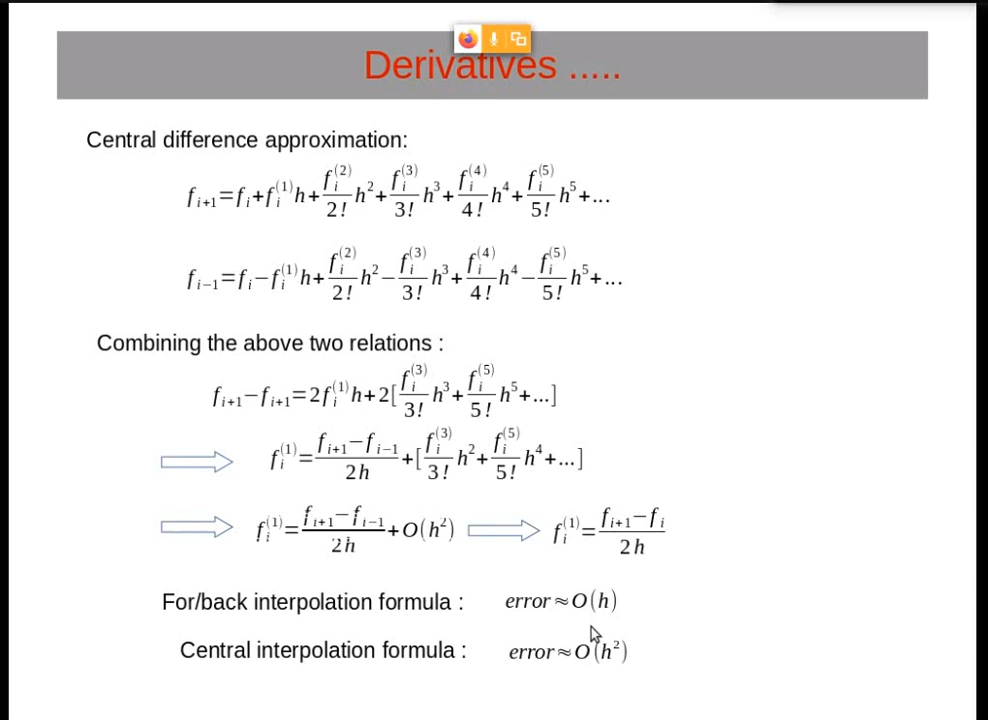 Derivatives .....
Central difference approximation:
f_{i+1}=f_i+f_i^{(1)}h+\frac{f_i^{(2)}}{2!}h^2+\frac{f_i^{(3)}}{3!}h^3+\frac{f_i^{(4)}}{4!}h^4+\frac{f_i^{(5)}}{5!}h^5+...
f_{i-1}=f_i-f_i^{(1)}h+\frac{f_i^{(2)}}{2!}h^2-\frac{f_i^{(3)}}{3!}h^3+\frac{f_i^{(4)}}{4!}h^4-\frac{f_i^{(5)}}{5!}h^5+...
Combining the above two relations :
f_{i+1}-f_{i+1}=2f_i^{(1)}h+2[\frac{f_i^{(3)}}{3!}h^3+\frac{f_i^{(5)}}{5!}h^5+...]
f_i^{(1)}=\frac{f_{i+1}-f_{i-1}}{2h}+[\frac{f_i^{(3)}}{3!}h^2+\frac{f_i^{(5)}}{5!}h^4+...]
f_i^{(1)}=\frac{f_{i+1}-f_{i-1}}{2h}+O(h^2) f_i^{(1)}=\frac{f_{i+1}-f_i}{2h}
For/back interpolation formula : error≈O(h)
Central interpolation formula : error≈O(h^2)